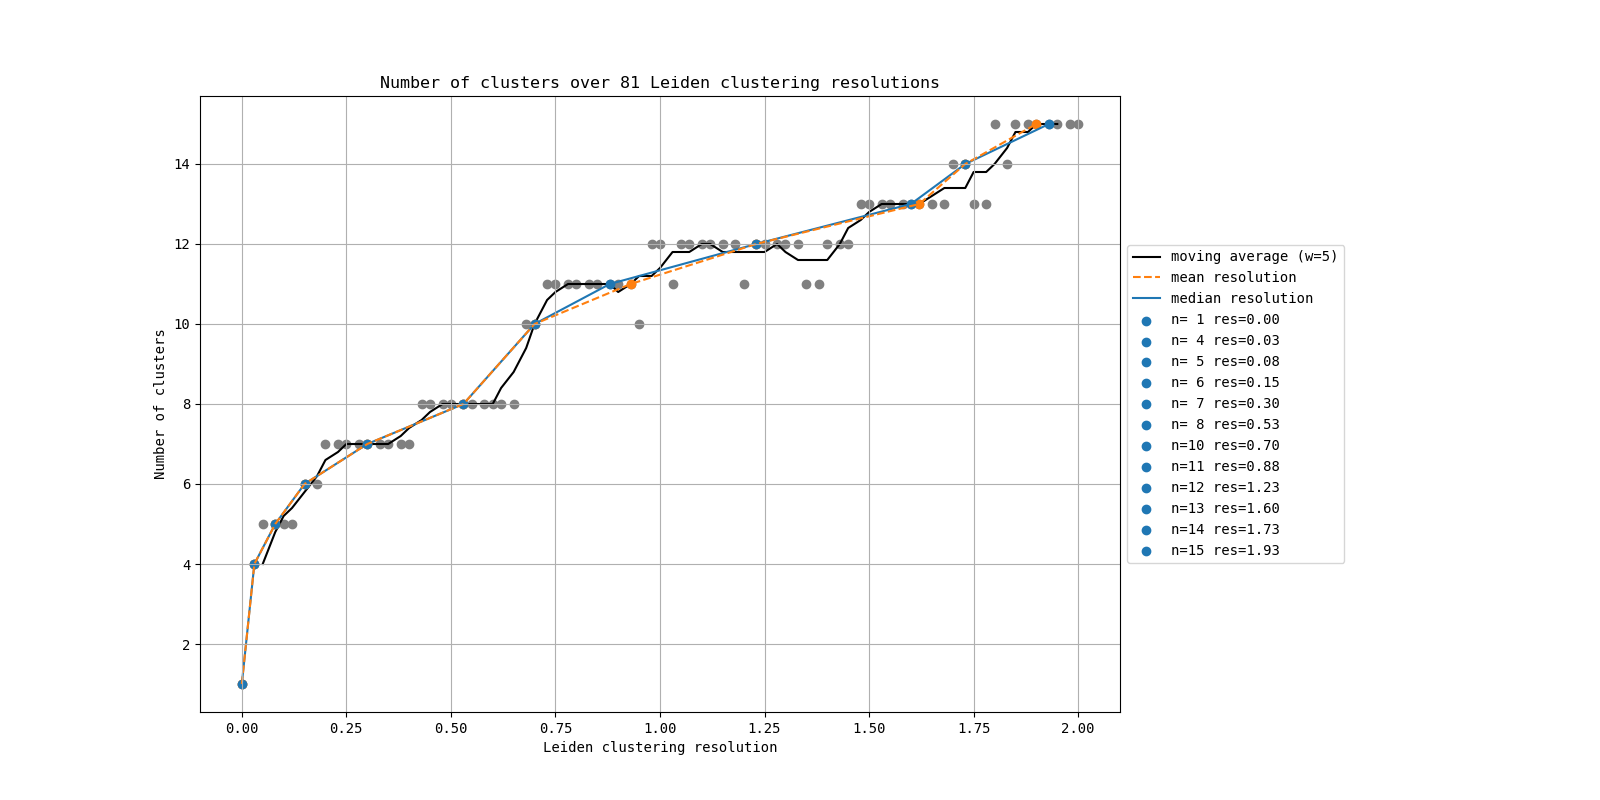 Number of clusters over 81 Leiden clustering resolutions
Number of clusters
14
12
10
8
6
4
2
0.00 0.25 0.50 0.75 1.00 1.25 1.50 1.75 2.00
Leiden clustering resolution
moving average (w=5)
mean resolution
median resolution
n= 1 res=0.00
n= 4 res=0.03
n= 5 res=0.08
n= 6 res=0.15
n= 7 res=0.30
n= 8 res=0.53
n=10 res=0.70
n=11 res=0.88
n=12 res=1.23
n=13 res=1.60
n=14 res=1.73
n=15 res=1.93